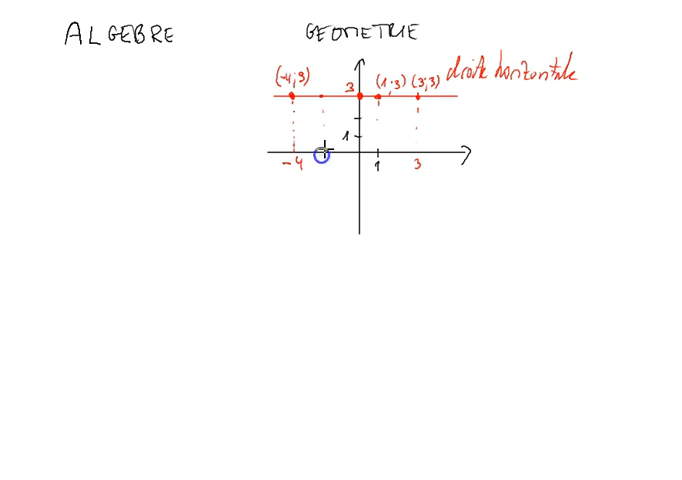 ALGEBRE
GEOMETRIE
(-4;3)
3
(1;3) (3;3) droite horizontale
1
-4
1
3